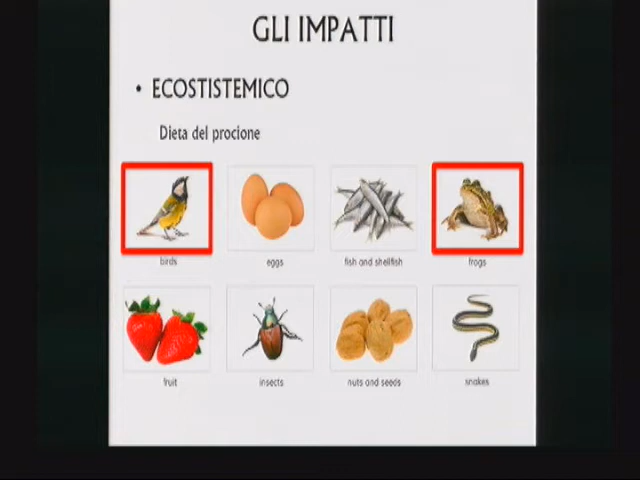 GLI IMPATTI
• ECOSTISTEMICO
Dieta del procione
birds
eggs
fish and shellfish
frogs
fruit
insects
nuts and seeds
snakes